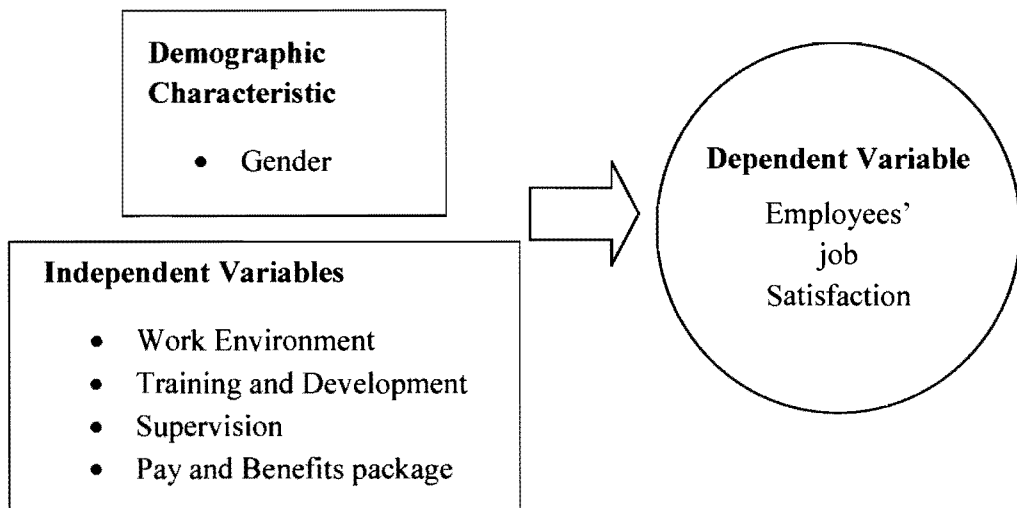 Demographic
Characteristic
• Gender
Independent Variables
• Work Environment
• Training and Development
• Supervision
• Pay and Benefits package
Dependent Variable
Employees’
job
Satisfaction